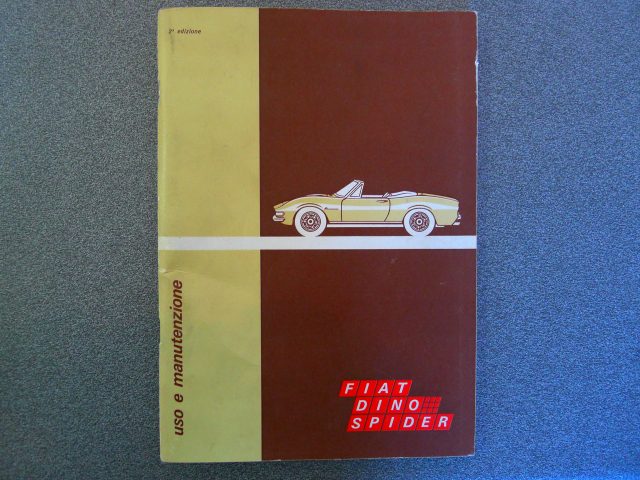 2ª edizione
uso e manutenzione
FIAT
DINO
SPIDER